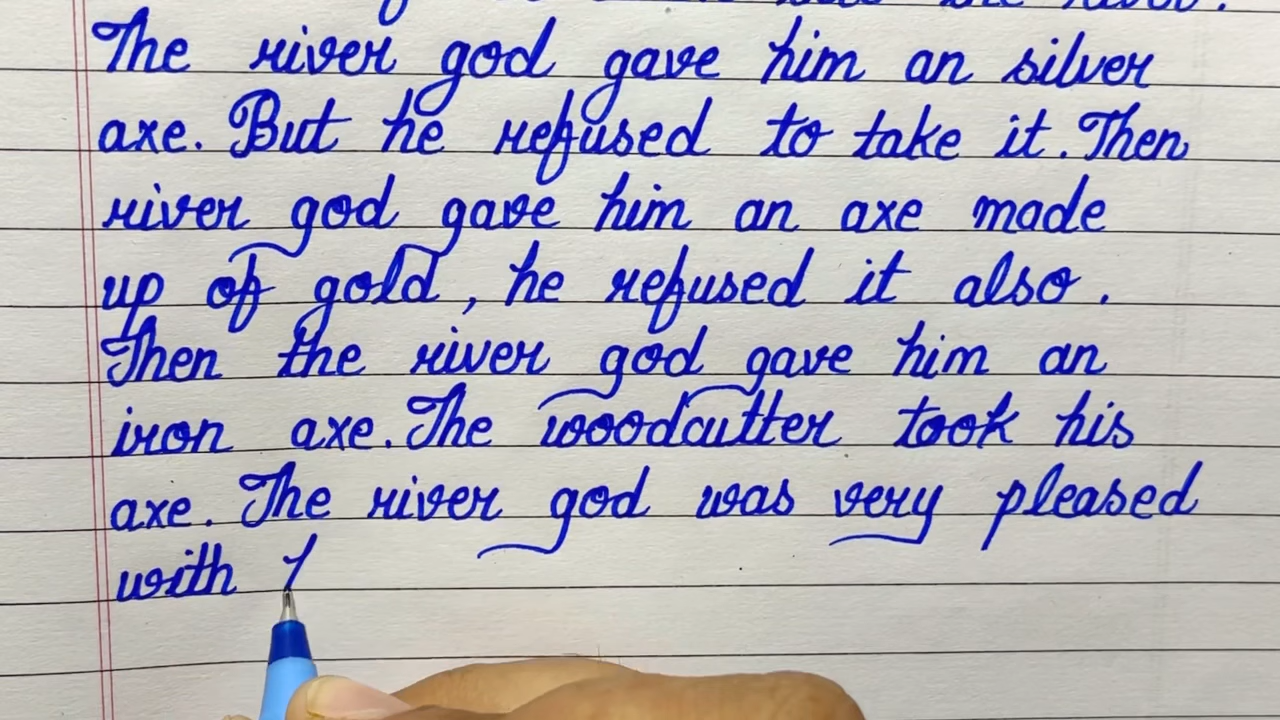 The river god gave him an silver
axe. But he refused to take it. Then
river god gave him an axe made
up of gold, he refused it also.
Then the river god gave him an
iron axe. The woodcutter took his
axe. The river god was very pleased
with